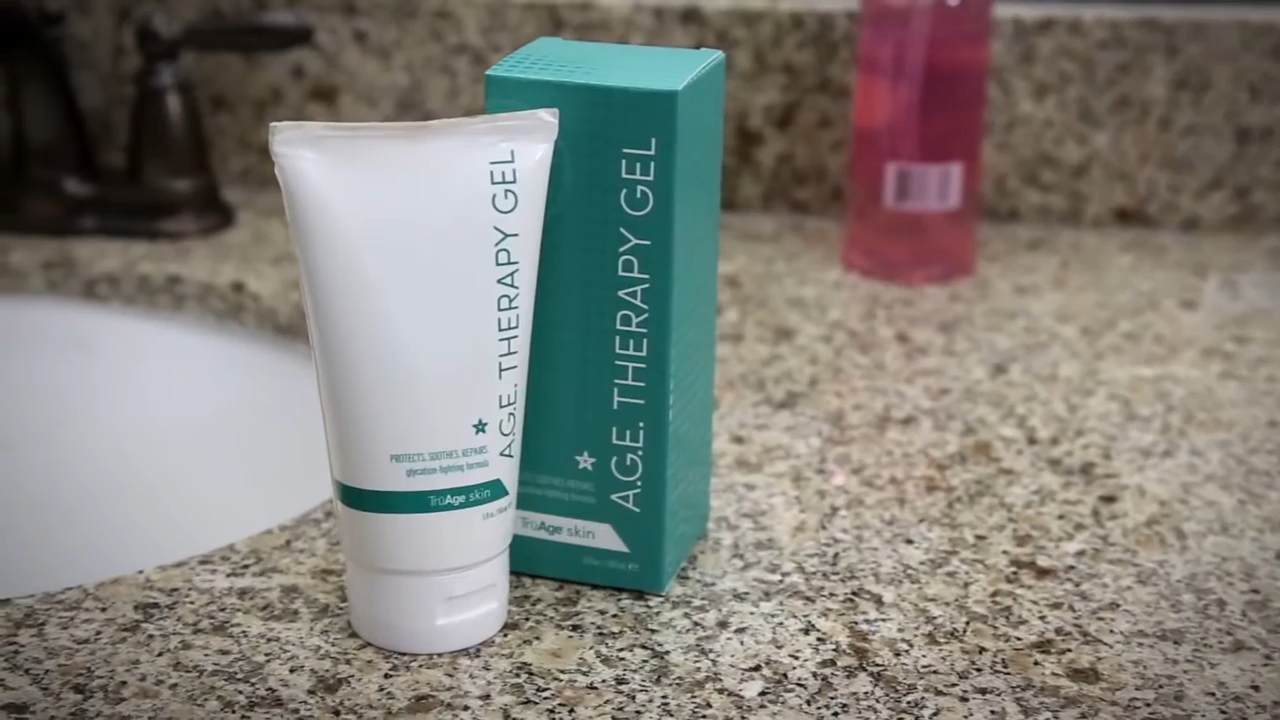 A.G.E. THERAPY GEL
PROTECTS. SOOTHES. REPAIRS.
glycation-fighting formula
TrūAge skin
A.G.E. THERAPY GEL
TrūAge skin